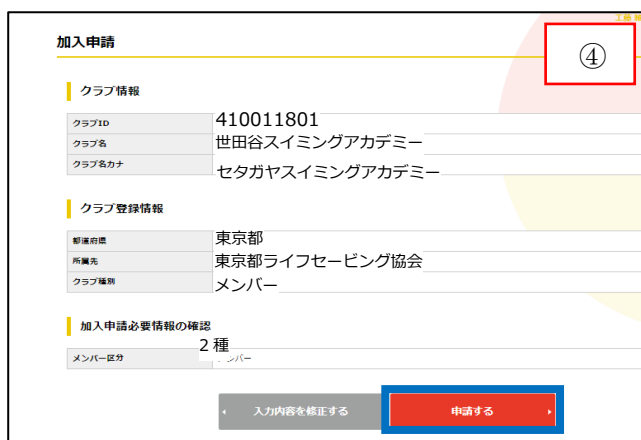 加入申請
④
クラブ情報
クラブID 410011801
クラブ名 世田谷スイミングアカデミー
クラブ名カナ セタガヤスイミングアカデミー
クラブ登録情報
都道府県 東京都
所属先 東京都ライフセービング協会
クラブ種別 メンバー
加入申請必要情報の確認
メンバー区分 2種
入力内容を修正する 申請する